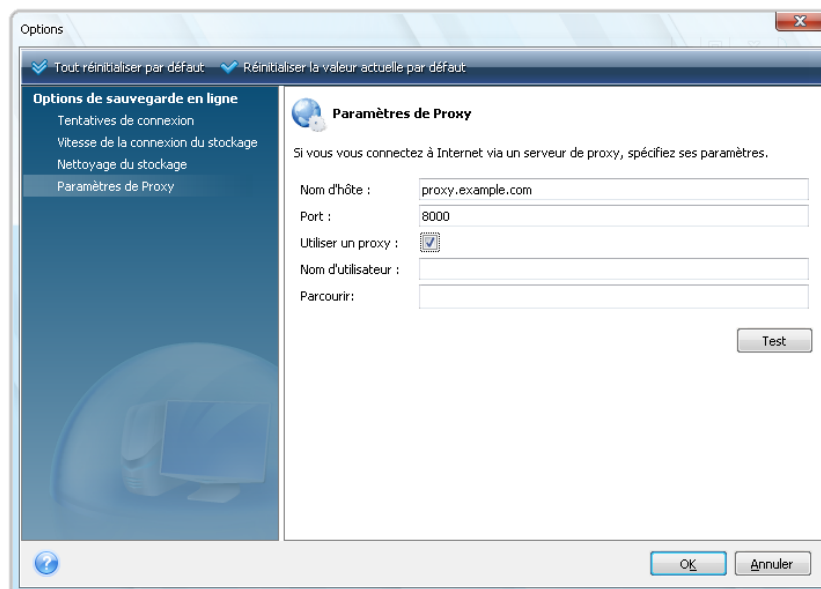 Options
Tout réinitialiser par défaut Réinitialiser la valeur actuelle par défaut
Options de sauvegarde en ligne
Tentatives de connexion
Vitesse de la connexion du stockage
Nettoyage du stockage
Paramètres de Proxy
Paramètres de Proxy
Si vous vous connectez à Internet via un serveur de proxy, spécifiez ses paramètres.
Nom d'hôte : proxy.example.com
Port : 8000
Utiliser un proxy :
Nom d'utilisateur :
Parcourir:
Test
OK Annuler